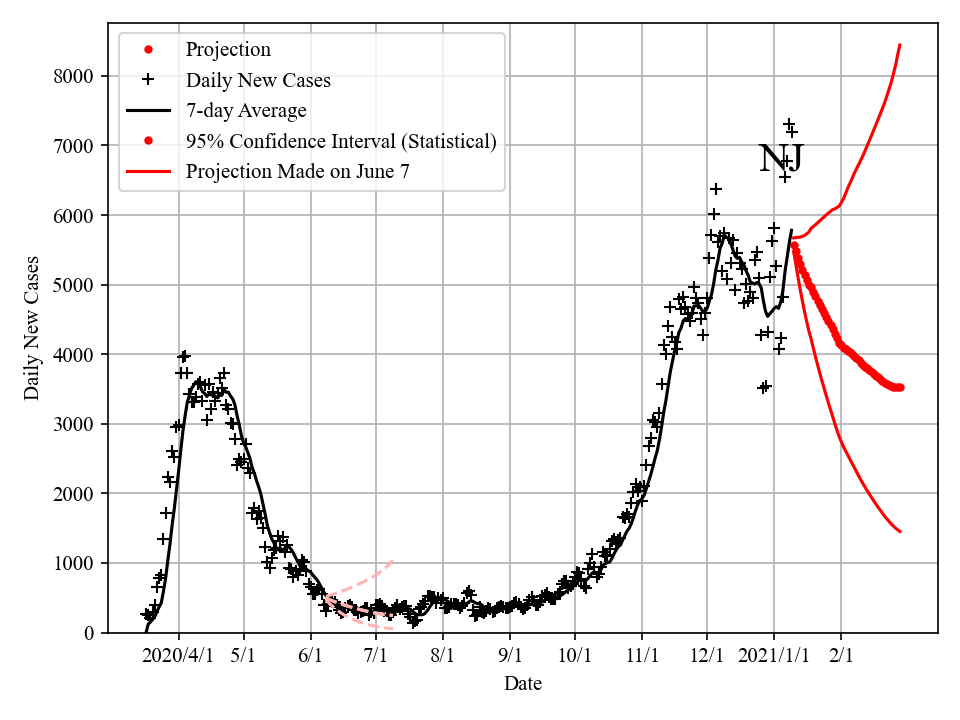 Projection
Daily New Cases
7-day Average
95% Confidence Interval (Statistical)
Projection Made on June 7
NJ
8000
7000
6000
5000
4000
3000
2000
1000
0
Daily New Cases
2020/4/1 5/1 6/1 7/1 8/1 9/1 10/1 11/1 12/1 2021/1/1 2/1
Date